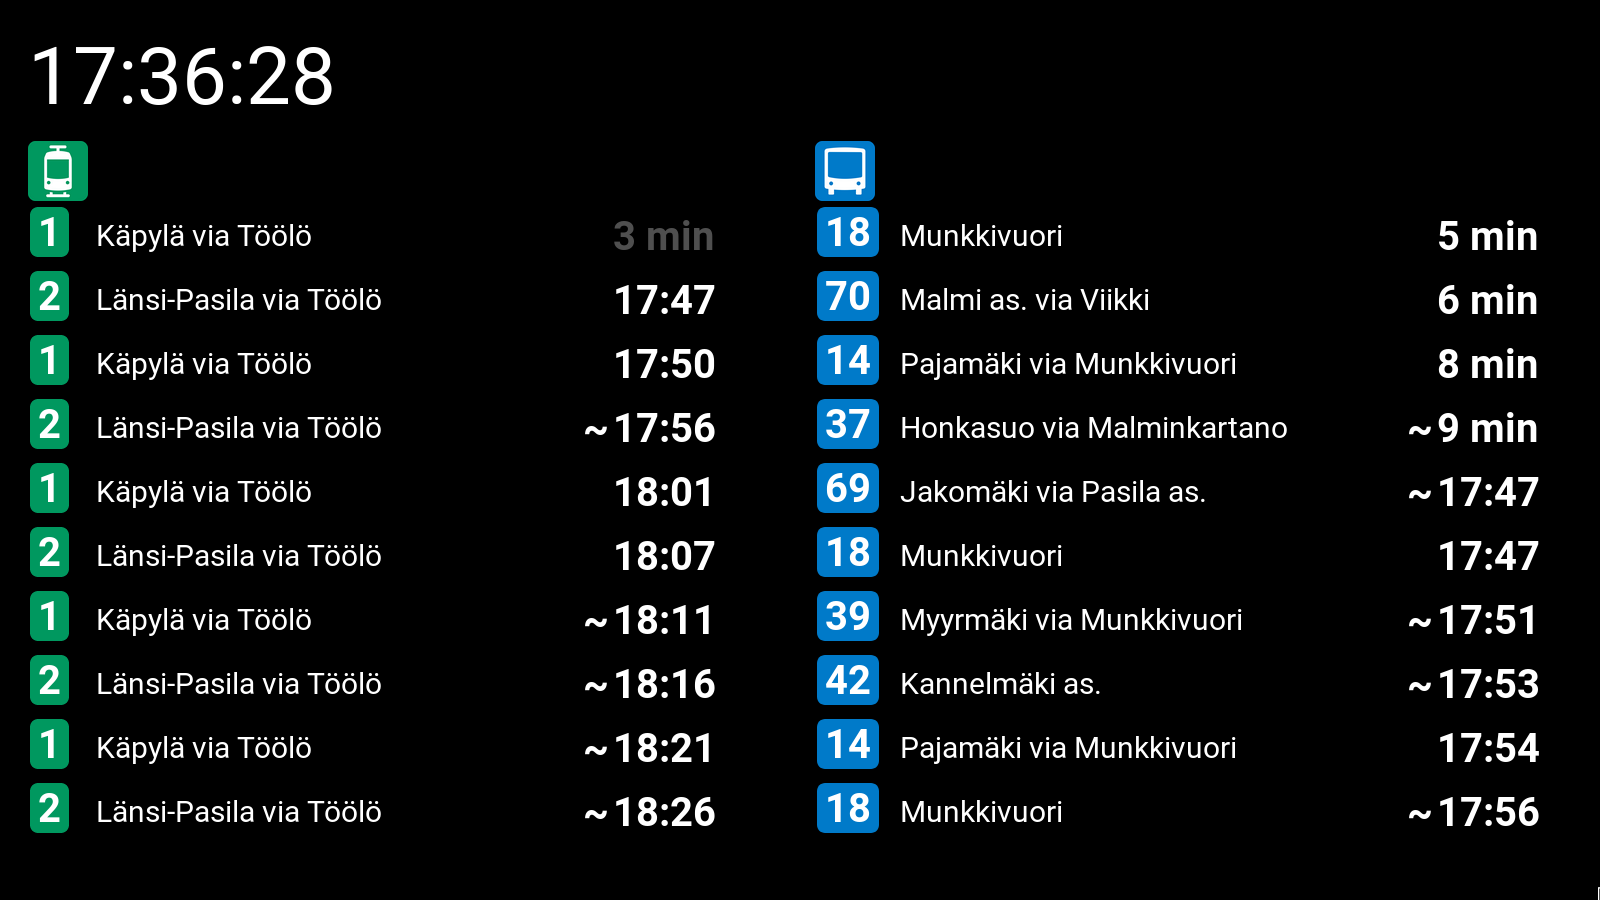 17:36:28
1 Käpylä via Töölö 3 min
2 Länsi-Pasila via Töölö 17:47
1 Käpylä via Töölö 17:50
2 Länsi-Pasila via Töölö ~17:56
1 Käpylä via Töölö 18:01
2 Länsi-Pasila via Töölö 18:07
1 Käpylä via Töölö ~18:11
2 Länsi-Pasila via Töölö ~18:16
1 Käpylä via Töölö ~18:21
2 Länsi-Pasila via Töölö ~18:26
18 Munkkivuori 5 min
70 Malmi as. via Viikki 6 min
14 Pajamäki via Munkkivuori 8 min
37 Honkasuo via Malminkartano ~9 min
69 Jakomäki via Pasila as. ~17:47
18 Munkkivuori 17:47
39 Myyrmäki via Munkkivuori ~17:51
42 Kannelmäki as. ~17:53
14 Pajamäki via Munkkivuori 17:54
18 Munkkivuori ~17:56